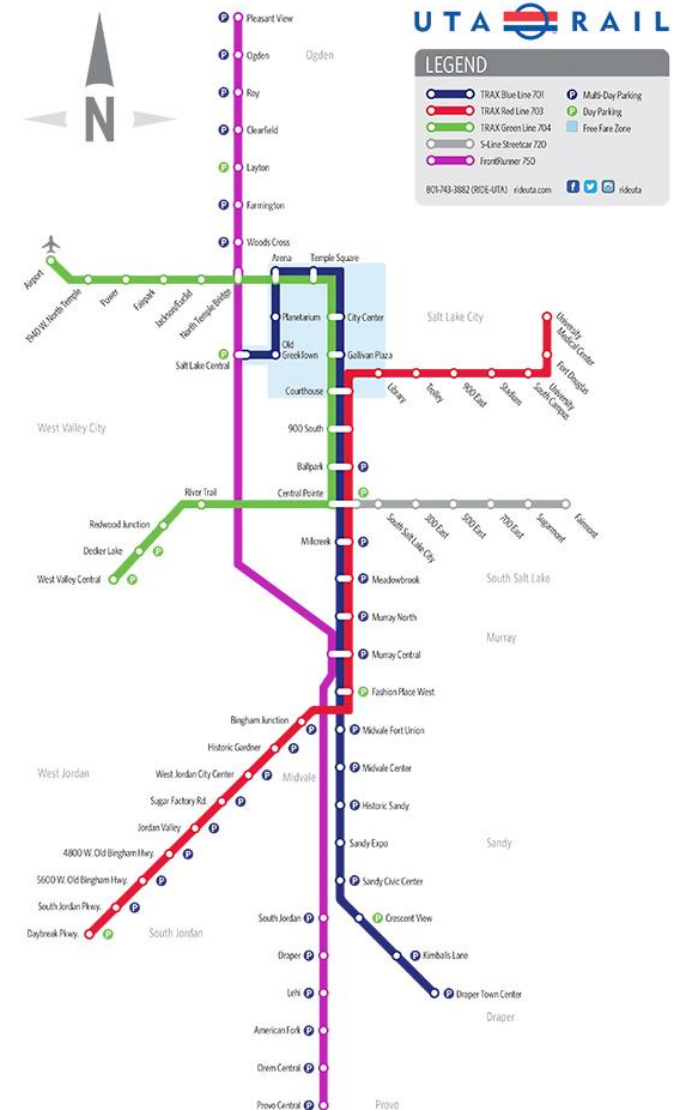 UTA RAIL
LEGEND
TRAX Blue Line 701
TRAX Red Line 703
TRAX Green Line 704
S-Line Streetcar 720
FrontRunner 750
P Multi-Day Parking
P Day Parking
Free Fare Zone
801-743-3882 (RIDE-UTA) rideuta.com
rideuta
N
P Pleasant View
P Ogden
Ogden
P Roy
P Clearfield
P Layton
P Farmington
P Woods Cross
Arena
Temple Square
Airport
1940 W. North Temple
Power
Fairpark
Jackson/Euclid
North Temple Bridge
Planetarium
City Center
Salt Lake City
Old
GreekTown
Gallivan Plaza
P
Salt Lake Central
University
Medical Center
Fort Douglas
University
South Campus
Stadium
900 East
Trolley
Library
Courthouse
West Valley City
900 South
Ballpark P
River Trail
Central Pointe P
Redwood Junction
Decker Lake P
West Valley Central P
South Salt Lake City
300 East
500 East
700 East
Sugarmont
Fairmont
Millcreek P
P Meadowbrook
South Salt Lake
P Murray North
Murray
P Murray Central
P Fashion Place West
Bingham Junction P
P Midvale Fort Union
Historic Gardner P
West Jordan
West Jordan City Center P
Midvale
P Midvale Center
Sugar Factory Rd. P
P Historic Sandy
Jordan Valley P
Sandy Expo
Sandy
4800 W. Old Bingham Hwy. P
5600 W. Old Bingham Hwy. P
P Sandy Civic Center
South Jordan Pkwy. P
Daybreak Pkwy. P
South Jordan
South Jordan P
P Crescent View
Draper P
P Kimballs Lane
Lehi P
P Draper Town Center
Draper
American Fork P
Orem Central P
Provo Central P
Provo